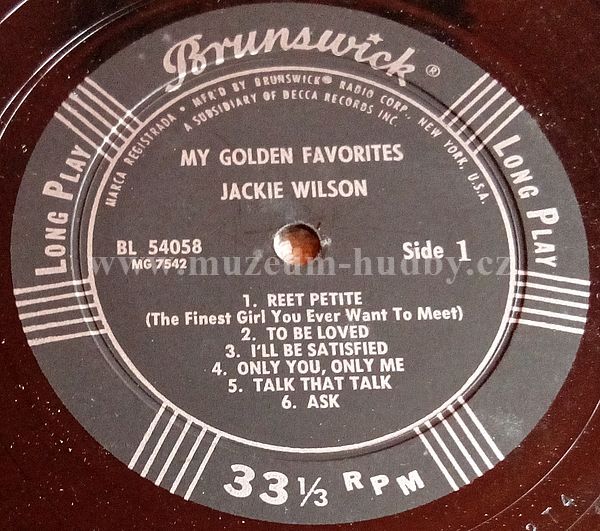 Brunswick ®
MARCA REGISTRADA • MFR'D BY BRUNSWICK® RADIO CORP., NEW YORK, U.S.A.
A SUBSIDIARY OF DECCA RECORDS INC.
LONG PLAY
LONG PLAY
MY GOLDEN FAVORITES
JACKIE WILSON
BL 54058
MG 7542
Side 1
www.muzeum-hudby.cz
1. REET PETITE
(The Finest Girl You Ever Want To Meet)
2. TO BE LOVED
3. I'LL BE SATISFIED
4. ONLY YOU, ONLY ME
5. TALK THAT TALK
6. ASK
33 1/3 RPM